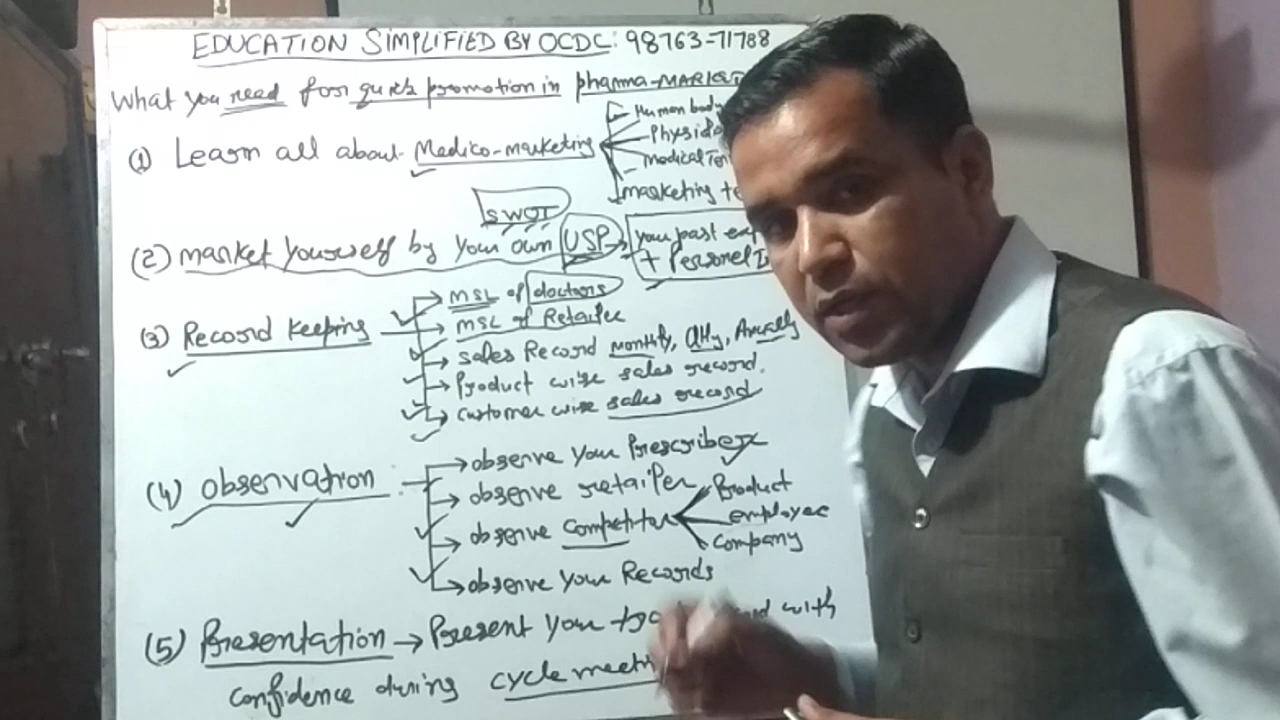 EDUCATION SIMPLIFIED BY OCDC: 98763-71788
What you need for quick promotion in pharma-MARKET
(1) Learn all about Medico-marketing
Human body
Physiolo
Medical Ter
marketing te
SWOT
(2) market yourself by your own USP
your past exp
+ Personel I
(3) Record keeping
MSL of doctors
MSL of Retailer
sales Record monthly, Qtly, Anually
Product wise sales record.
customer wise sales record
(4) observation
observe your Prescriber
observe retailer
observe competitor
Product
employee
company
observe your Records
(5) Presentation → Present your with
confidence during cycle meeti